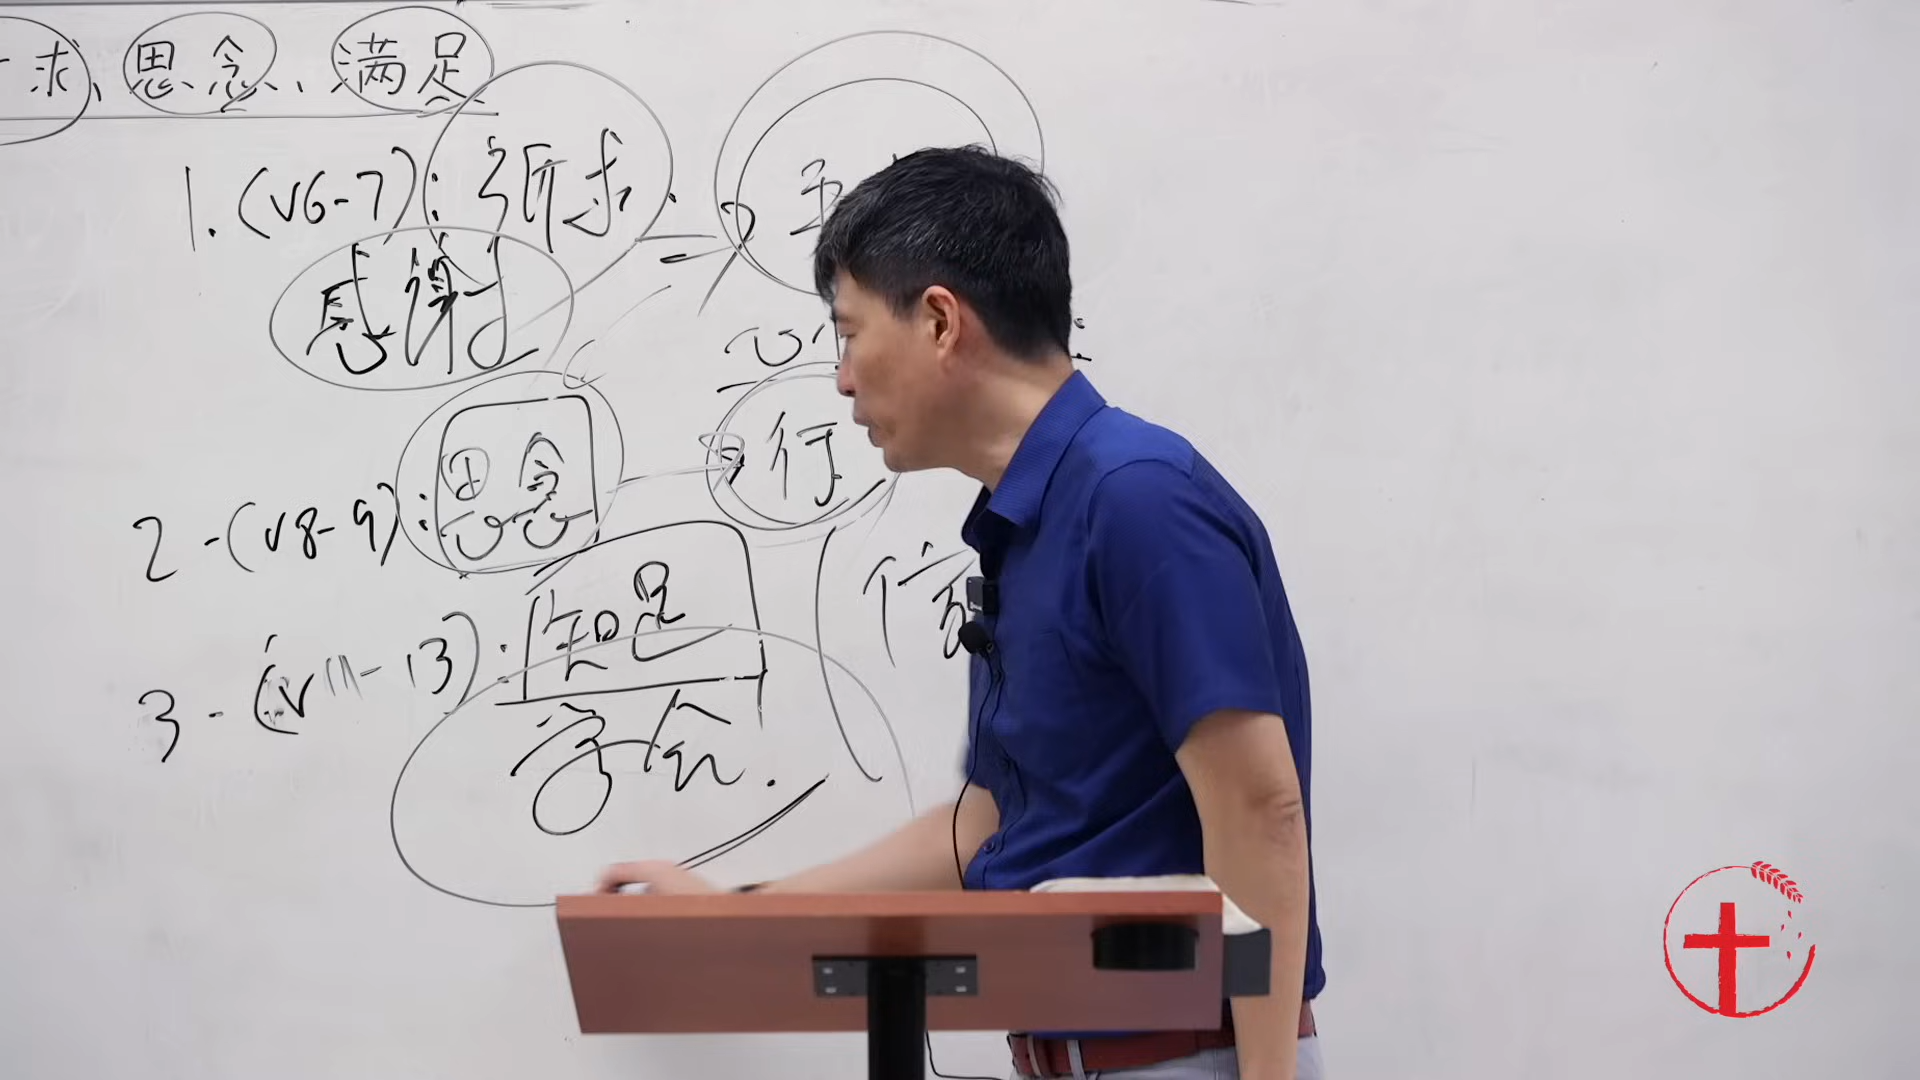 求、思念、满足
1.(v6-7):祈求
感谢
2-(v8-9):思念 行
3-(v11-13):知足
学会.